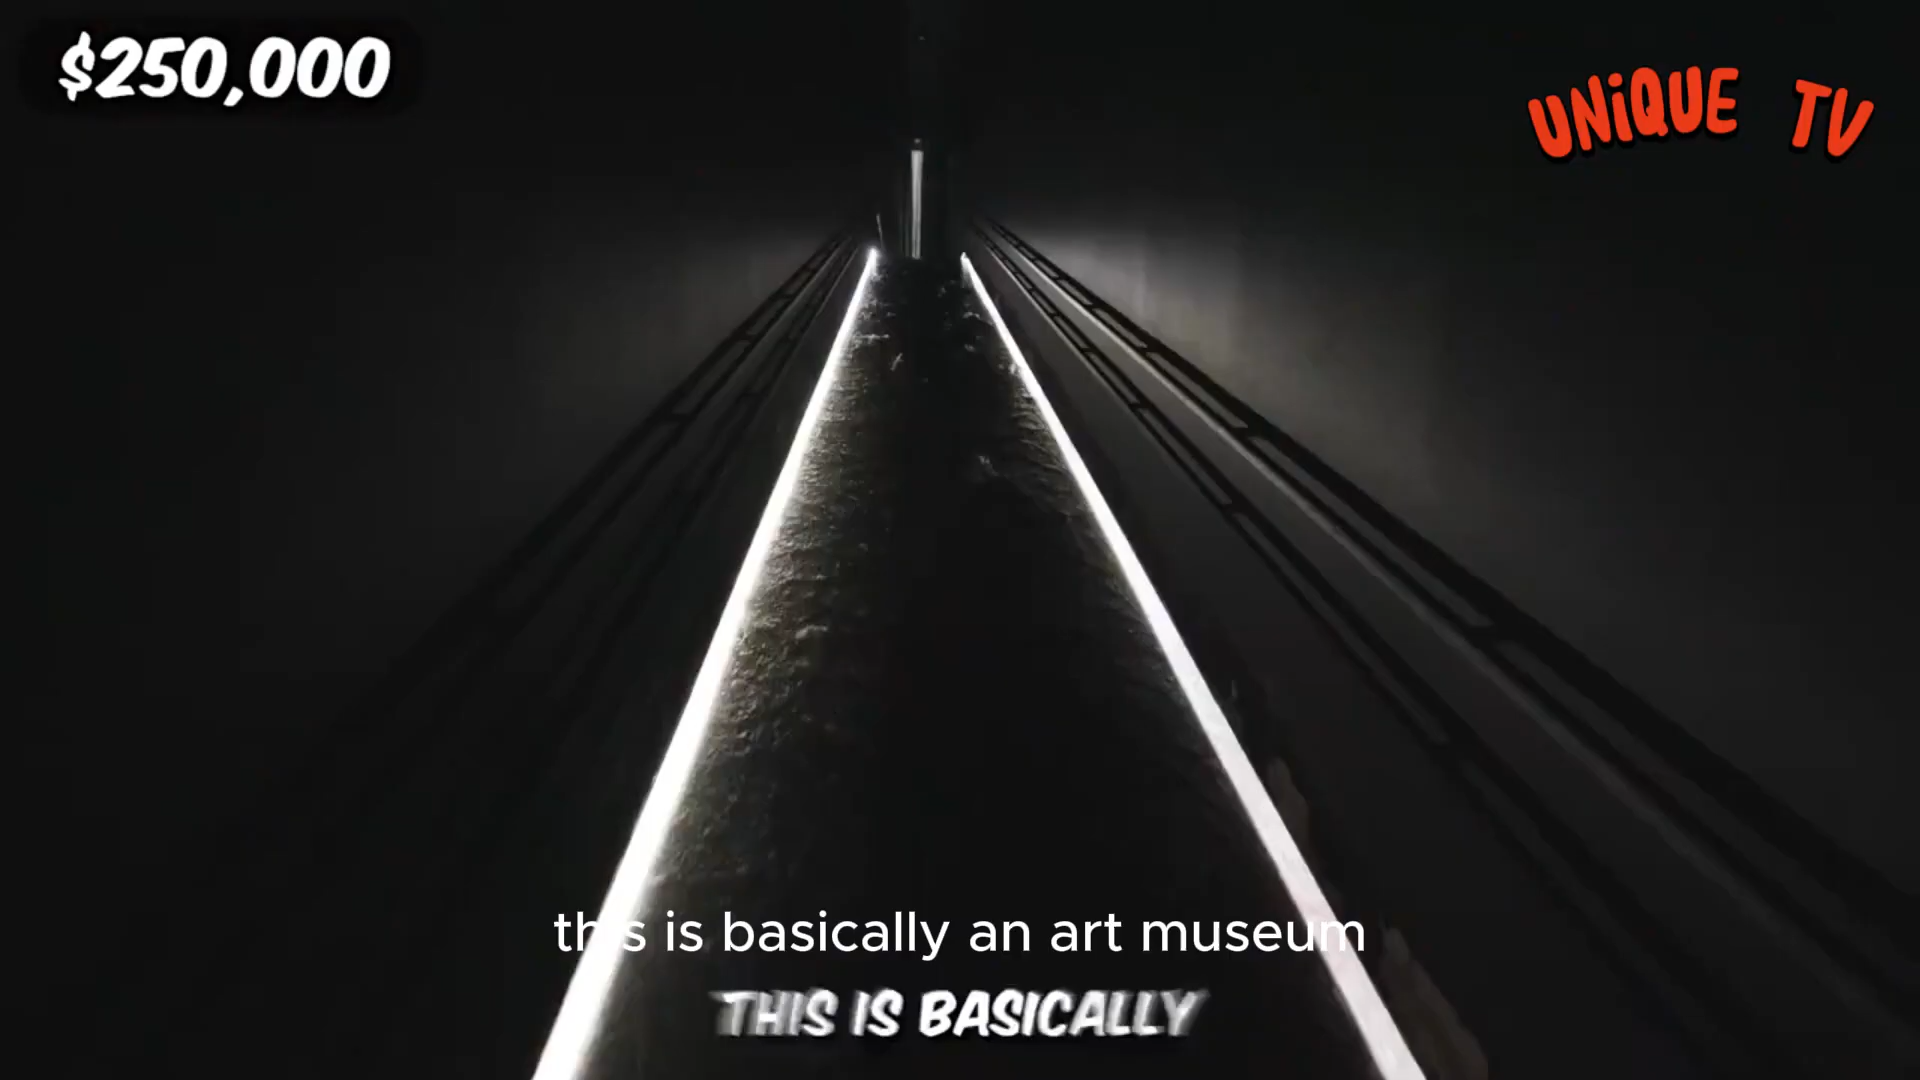 $250,000
UNiQUE TV
this is basically an art museum
THIS IS BASICALLY